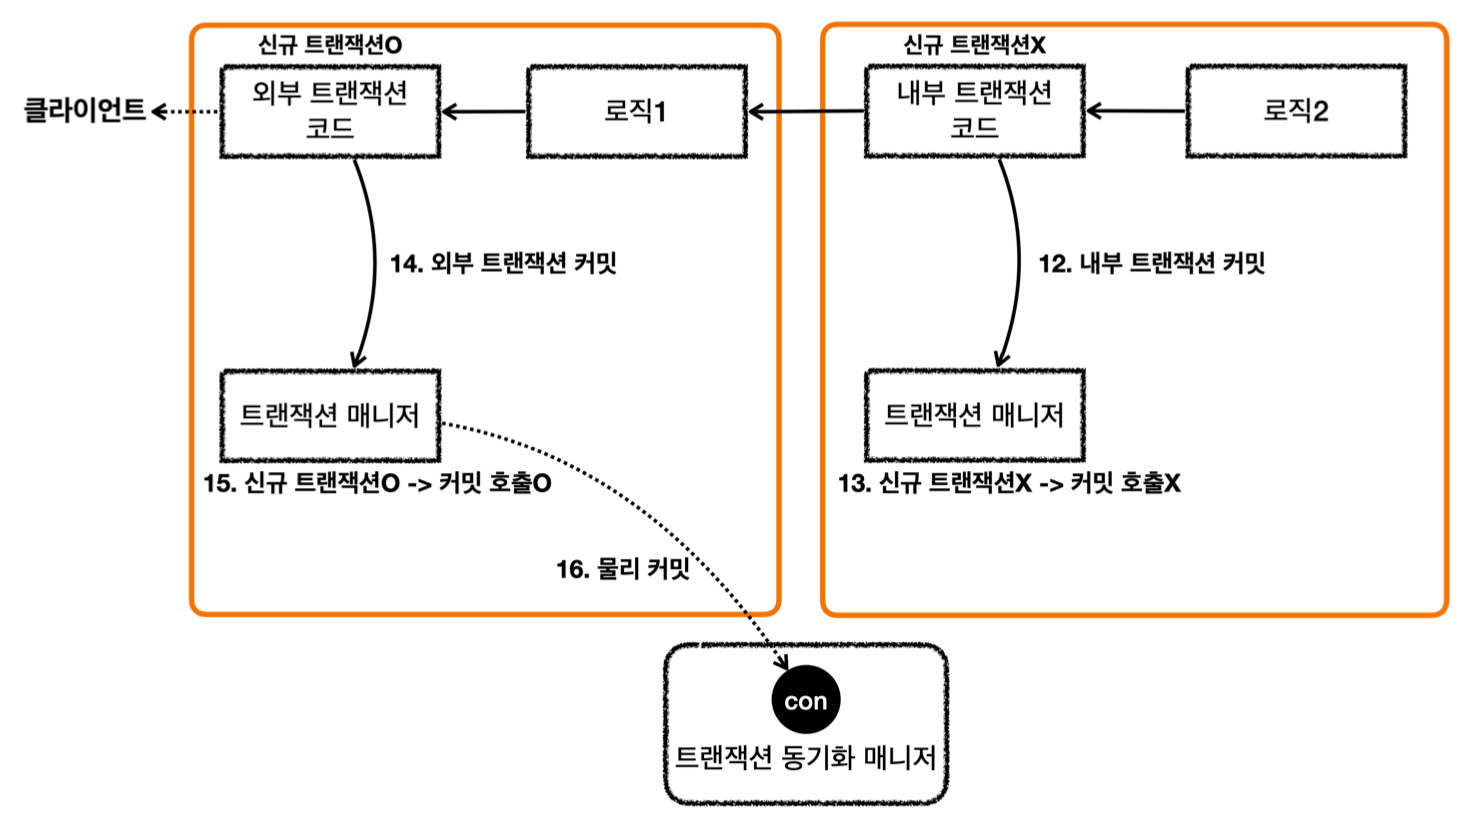 신규 트랜잭션O
신규 트랜잭션X
클라이언트
외부 트랜잭션
코드
로직1
내부 트랜잭션
코드
로직2
14. 외부 트랜잭션 커밋
12. 내부 트랜잭션 커밋
트랜잭션 매니저
트랜잭션 매니저
15. 신규 트랜잭션O -> 커밋 호출O
13. 신규 트랜잭션X -> 커밋 호출X
16. 물리 커밋
con
트랜잭션 동기화 매니저